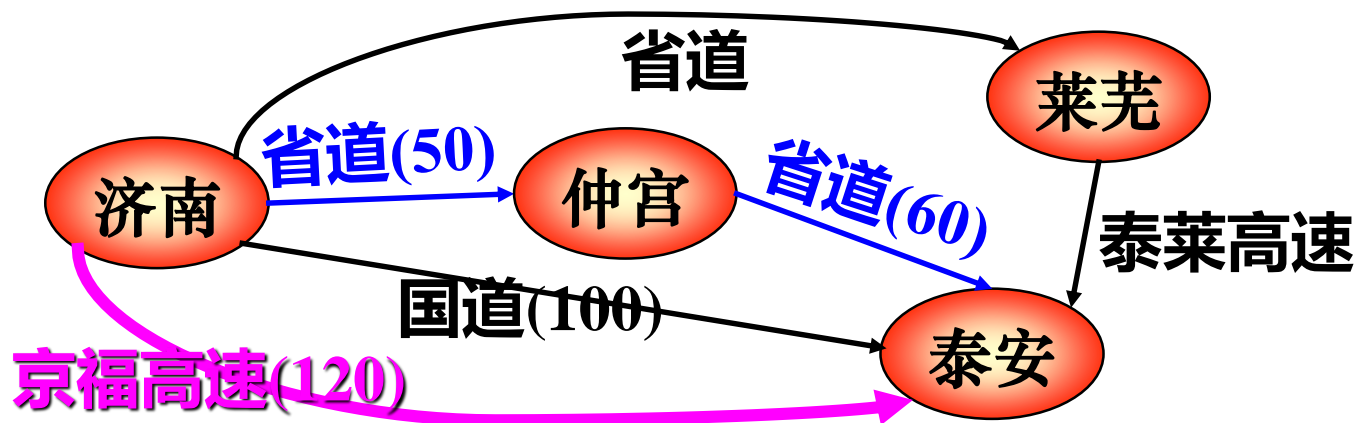 省道
莱芜
省道(50)
仲宫
省道(60)
济南
泰莱高速
国道(100)
泰安
京福高速(120)